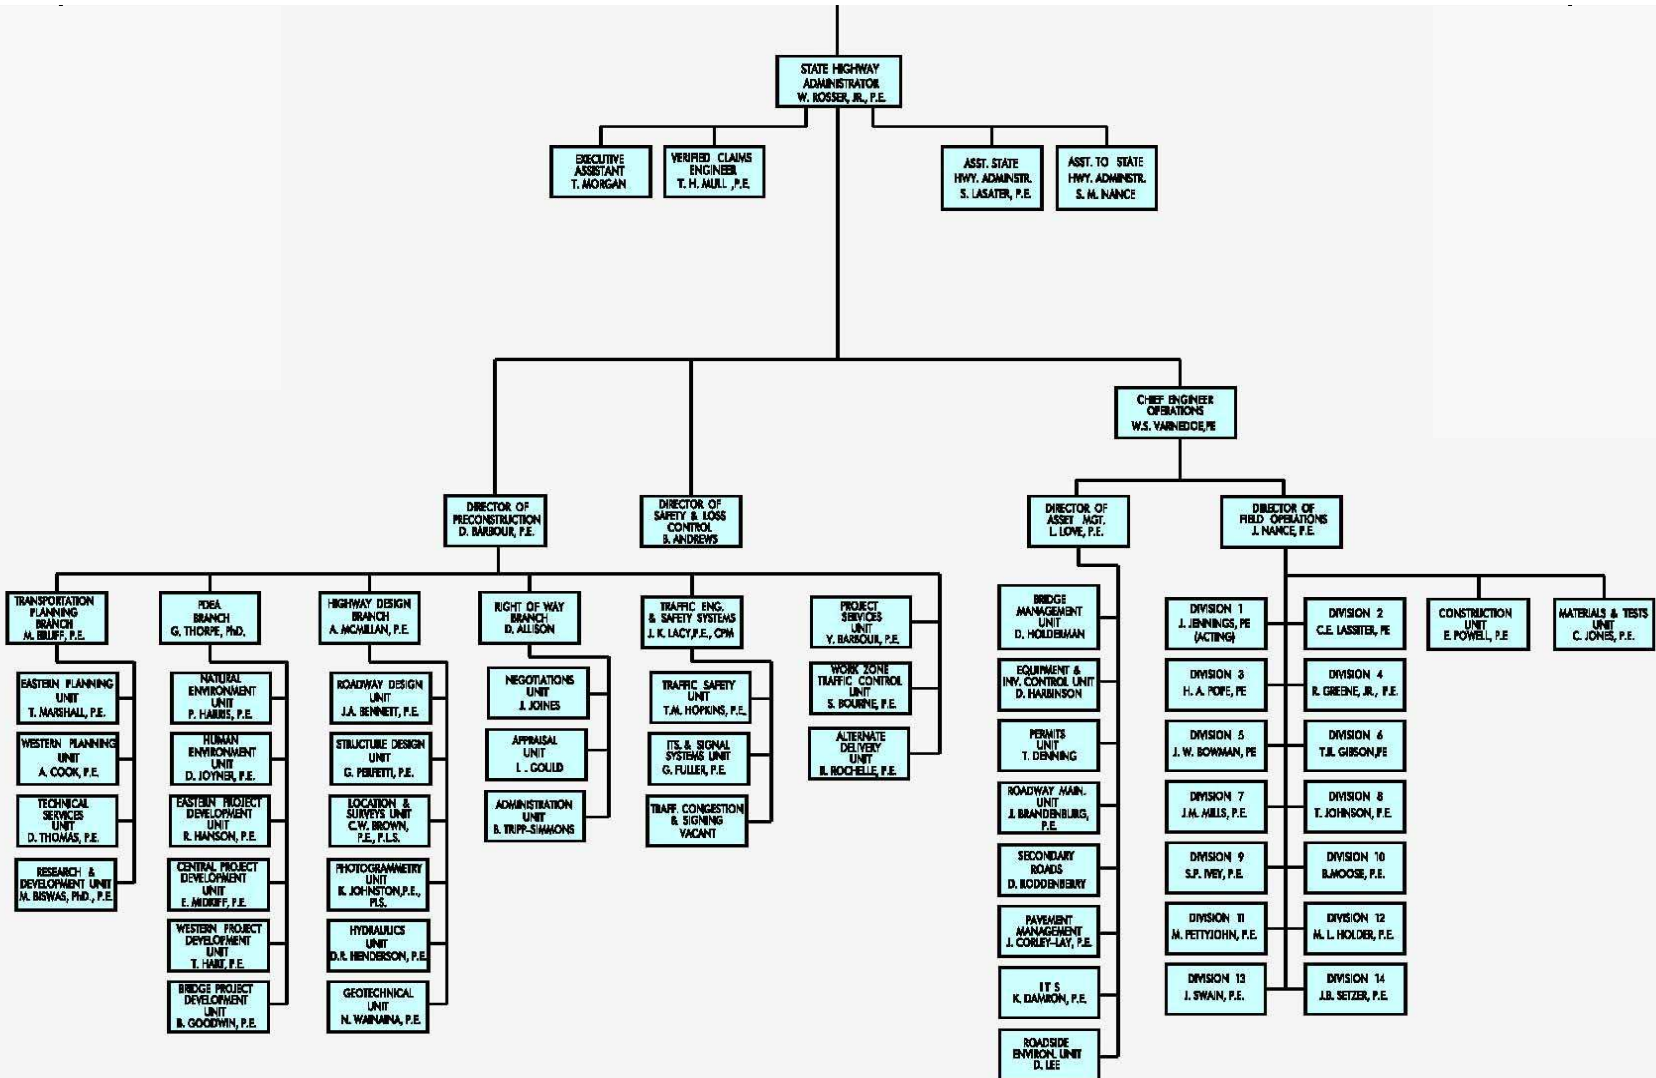 STATE HIGHWAY
ADMINISTRATOR
W. ROSSER, JR., P.E.
EXECUTIVE
ASSISTANT
T. MORGAN
VERIFIED CLAIMS
ENGINEER
T. H. MULL ,P.E.
ASST. STATE
HWY. ADMINSTR.
S. LASATER, P.E.
ASST. TO STATE
HWY. ADMINSTR.
S. M. NANCE
CHIEF ENGINEER
OPERATIONS
W.S. VARNEDOE,PE
DIRECTOR OF
PRECONSTRUCTION
D. BARBOUR, P.E.
DIRECTOR OF
SAFETY & LOSS
CONTROL
B. ANDREWS
DIRECTOR OF
ASSET MGT.
L. LOVE, P.E.
DIRECTOR OF
FIELD OPERATIONS
J. NANCE, P.E.
TRANSPORTATION
PLANNING
BRANCH
M. BRUFF, P.E.
EASTERN PLANNING
UNIT
T. MARSHALL, P.E.
WESTERN PLANNING
UNIT
A. COOK, P.E.
TECHNICAL
SERVICES
UNIT
D. THOMAS, P.E.
RESEARCH &
DEVELOPMENT UNIT
M. BISWAS, PhD., P.E.
PDEA
BRANCH
G. THORPE, PhD.
NATURAL
ENVIRONMENT
UNIT
P. HARRIS, P.E.
HUMAN
ENVIRONMENT
UNIT
D. JOYNER, P.E.
EASTERN PROJECT
DEVELOPMENT
UNIT
R. HANSON, P.E.
CENTRAL PROJECT
DEVELOPMENT
UNIT
E. MIDKIFF, P.E.
WESTERN PROJECT
DEVELOPMENT
UNIT
T. HART, P.E.
BRIDGE PROJECT
DEVELOPMENT
UNIT
B. GOODWIN, P.E.
HIGHWAY DESIGN
BRANCH
A. MCMILLAN, P.E.
ROADWAY DESIGN
UNIT
J.A. BENNETT, P.E.
STRUCTURE DESIGN
UNIT
G. PERFETTI, P.E.
LOCATION &
SURVEYS UNIT
C.W. BROWN,
P.E., P.L.S.
PHOTOGRAMMETRY
UNIT
K. JOHNSTON,P.E.,
PLS.
HYDRAULICS
UNIT
D.R. HENDERSON, P.E.
GEOTECHNICAL
UNIT
N. WAINAINA, P.E.
RIGHT OF WAY
BRANCH
D. ALLISON
NEGOTIATIONS
UNIT
J. JOINES
APPRAISAL
UNIT
L . GOULD
ADMINISTRATION
UNIT
B. TRIPP-SIMMONS
TRAFFIC ENG.
& SAFETY SYSTEMS
J. K. LACY,P.E., CPM
TRAFFIC SAFETY
UNIT
T.M. HOPKINS, P.E.
ITS. & SIGNAL
SYSTEMS UNIT
G. FULLER, P.E.
TRAFF. CONGESTION
& SIGNING
VACANT
PROJECT
SERVICES
UNIT
Y. BARBOUR, P.E.
WORK ZONE
TRAFFIC CONTROL
UNIT
S. BOURNE, P.E.
ALTERNATE
DELIVERY
UNIT
R. ROCHELLE, P.E.
BRIDGE
MANAGEMENT
UNIT
D. HOLDERMAN
EQUIPMENT &
INV. CONTROL UNIT
D. HARBINSON
PERMITS
UNIT
T. DENNING
ROADWAY MAIN.
UNIT
J. BRANDENBURG,
P.E.
SECONDARY
ROADS
D. RODDENBERRY
PAVEMENT
MANAGEMENT
J. CORLEY-LAY, P.E.
I T S
K. DAMRON, P.E.
ROADSIDE
ENVIRON. UNIT
D. LEE
DIVISION 1
J. JENNINGS, PE
(ACTING)
DIVISION 2
C.E. LASSITER, PE
DIVISION 3
H. A. POPE, PE
DIVISION 4
R. GREENE, JR., P.E.
DIVISION 5
J. W. BOWMAN, PE
DIVISION 6
T.R. GIBSON,PE
DIVISION 7
J.M. MILLS, P.E.
DIVISION 8
T. JOHNSON, P.E.
DIVISION 9
S.P. IVEY, P.E.
DIVISION 10
B.MOOSE, P.E.
DIVISION 11
M. PETTYJOHN, P.E.
DIVISION 12
M. L. HOLDER, P.E.
DIVISION 13
J. SWAIN, P.E.
DIVISION 14
J.B. SETZER, P.E.
CONSTRUCTION
UNIT
E. POWELL, P.E
MATERIALS & TESTS
UNIT
C. JONES, P.E.